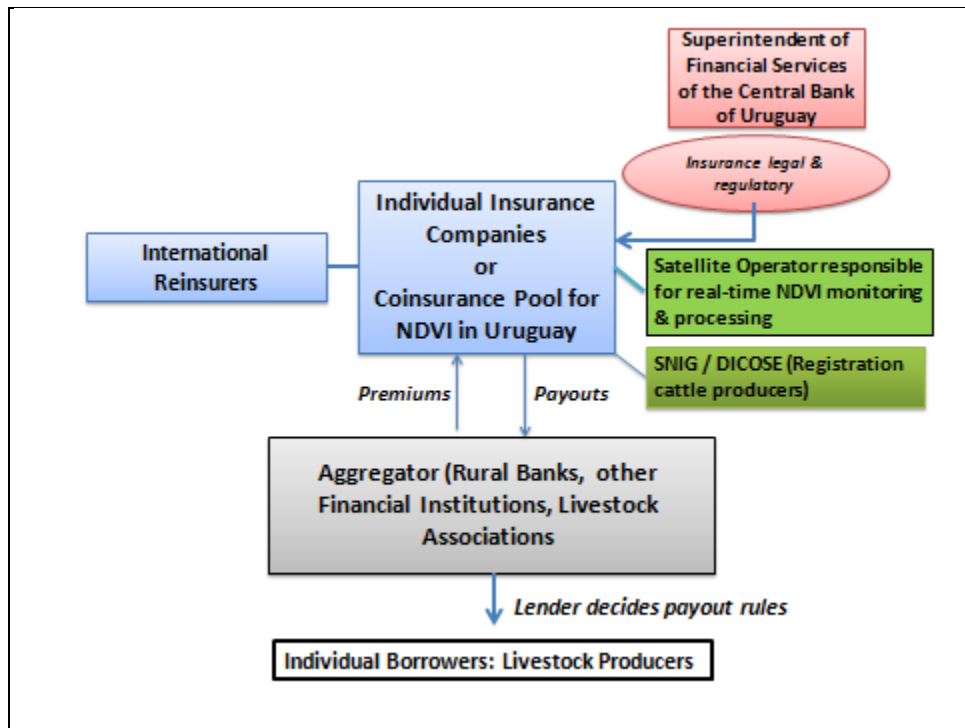 Superintendent of
Financial Services
of the Central Bank
of Uruguay
Insurance legal &
regulatory
Individual Insurance
Companies
or
Coinsurance Pool for
NDVI in Uruguay
International
Reinsurers
Satellite Operator responsible
for real-time NDVI monitoring
& processing
SNIG / DICOSE (Registration
cattle producers)
Premiums
Payouts
Aggregator (Rural Banks, other
Financial Institutions, Livestock
Associations
Lender decides payout rules
Individual Borrowers: Livestock Producers